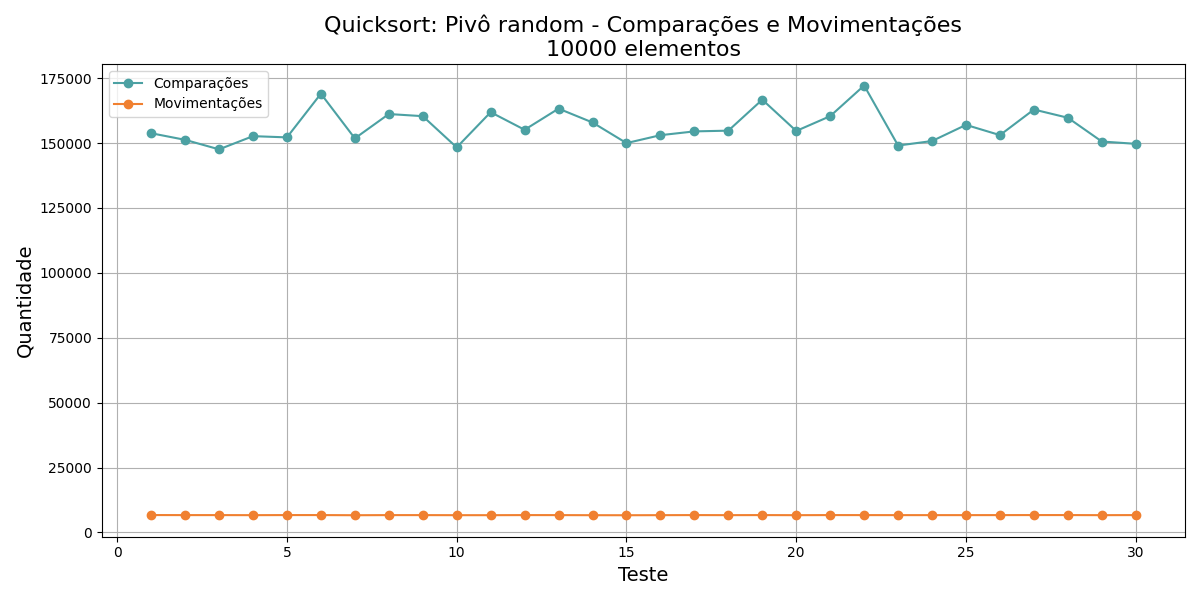 Quicksort: Pivô random - Comparações e Movimentações
10000 elementos
Comparações
Movimentações
175000
150000
125000
100000
75000
50000
25000
0
Quantidade
0
5
10
15
20
25
30
Teste